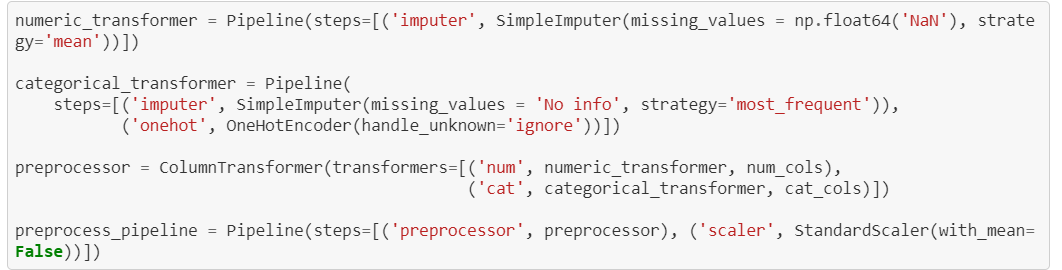 numeric_transformer = Pipeline(steps=[('imputer', SimpleImputer(missing_values = np.float64('NaN'), strate
gy='mean'))])

categorical_transformer = Pipeline(
    steps=[('imputer', SimpleImputer(missing_values = 'No info', strategy='most_frequent')),
           ('onehot', OneHotEncoder(handle_unknown='ignore'))])

preprocessor = ColumnTransformer(transformers=[('num', numeric_transformer, num_cols),
                                               ('cat', categorical_transformer, cat_cols)])

preprocess_pipeline = Pipeline(steps=[('preprocessor', preprocessor), ('scaler', StandardScaler(with_mean=
False))])